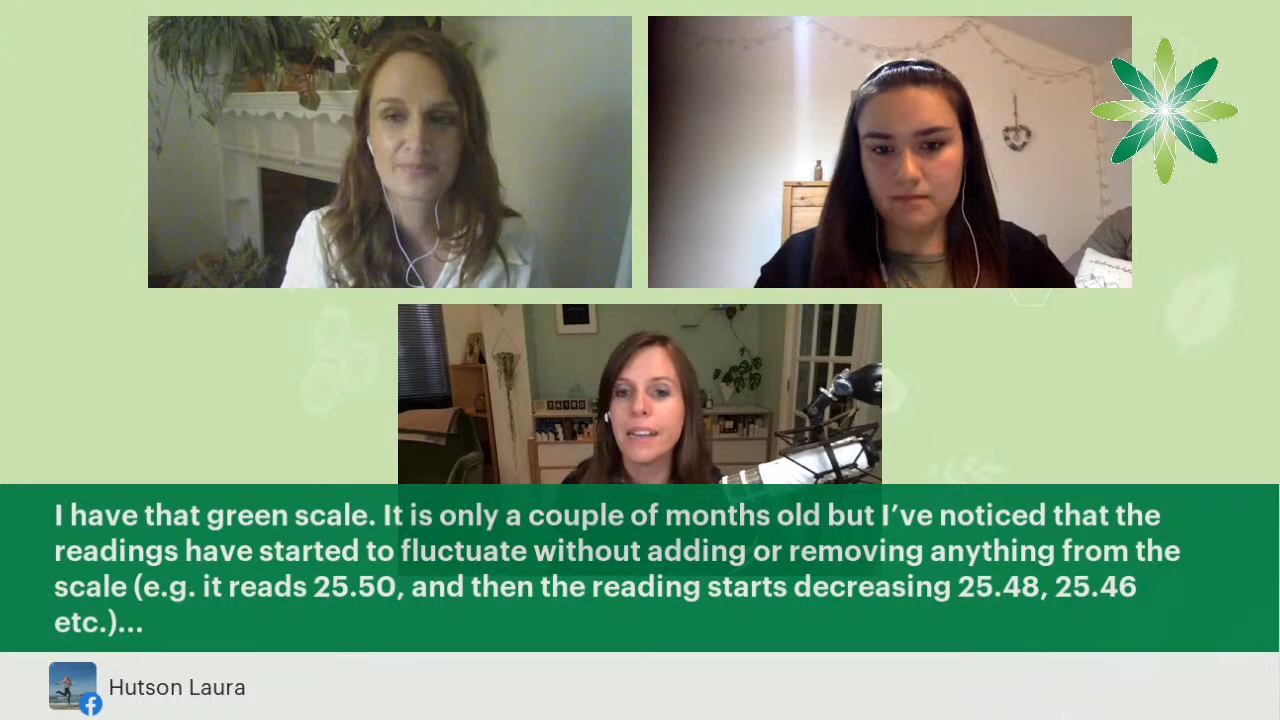 I have that green scale. It is only a couple of months old but I’ve noticed that the
readings have started to fluctuate without adding or removing anything from the
scale (e.g. it reads 25.50, and then the reading starts decreasing 25.48, 25.46
etc.)...
Hutson Laura